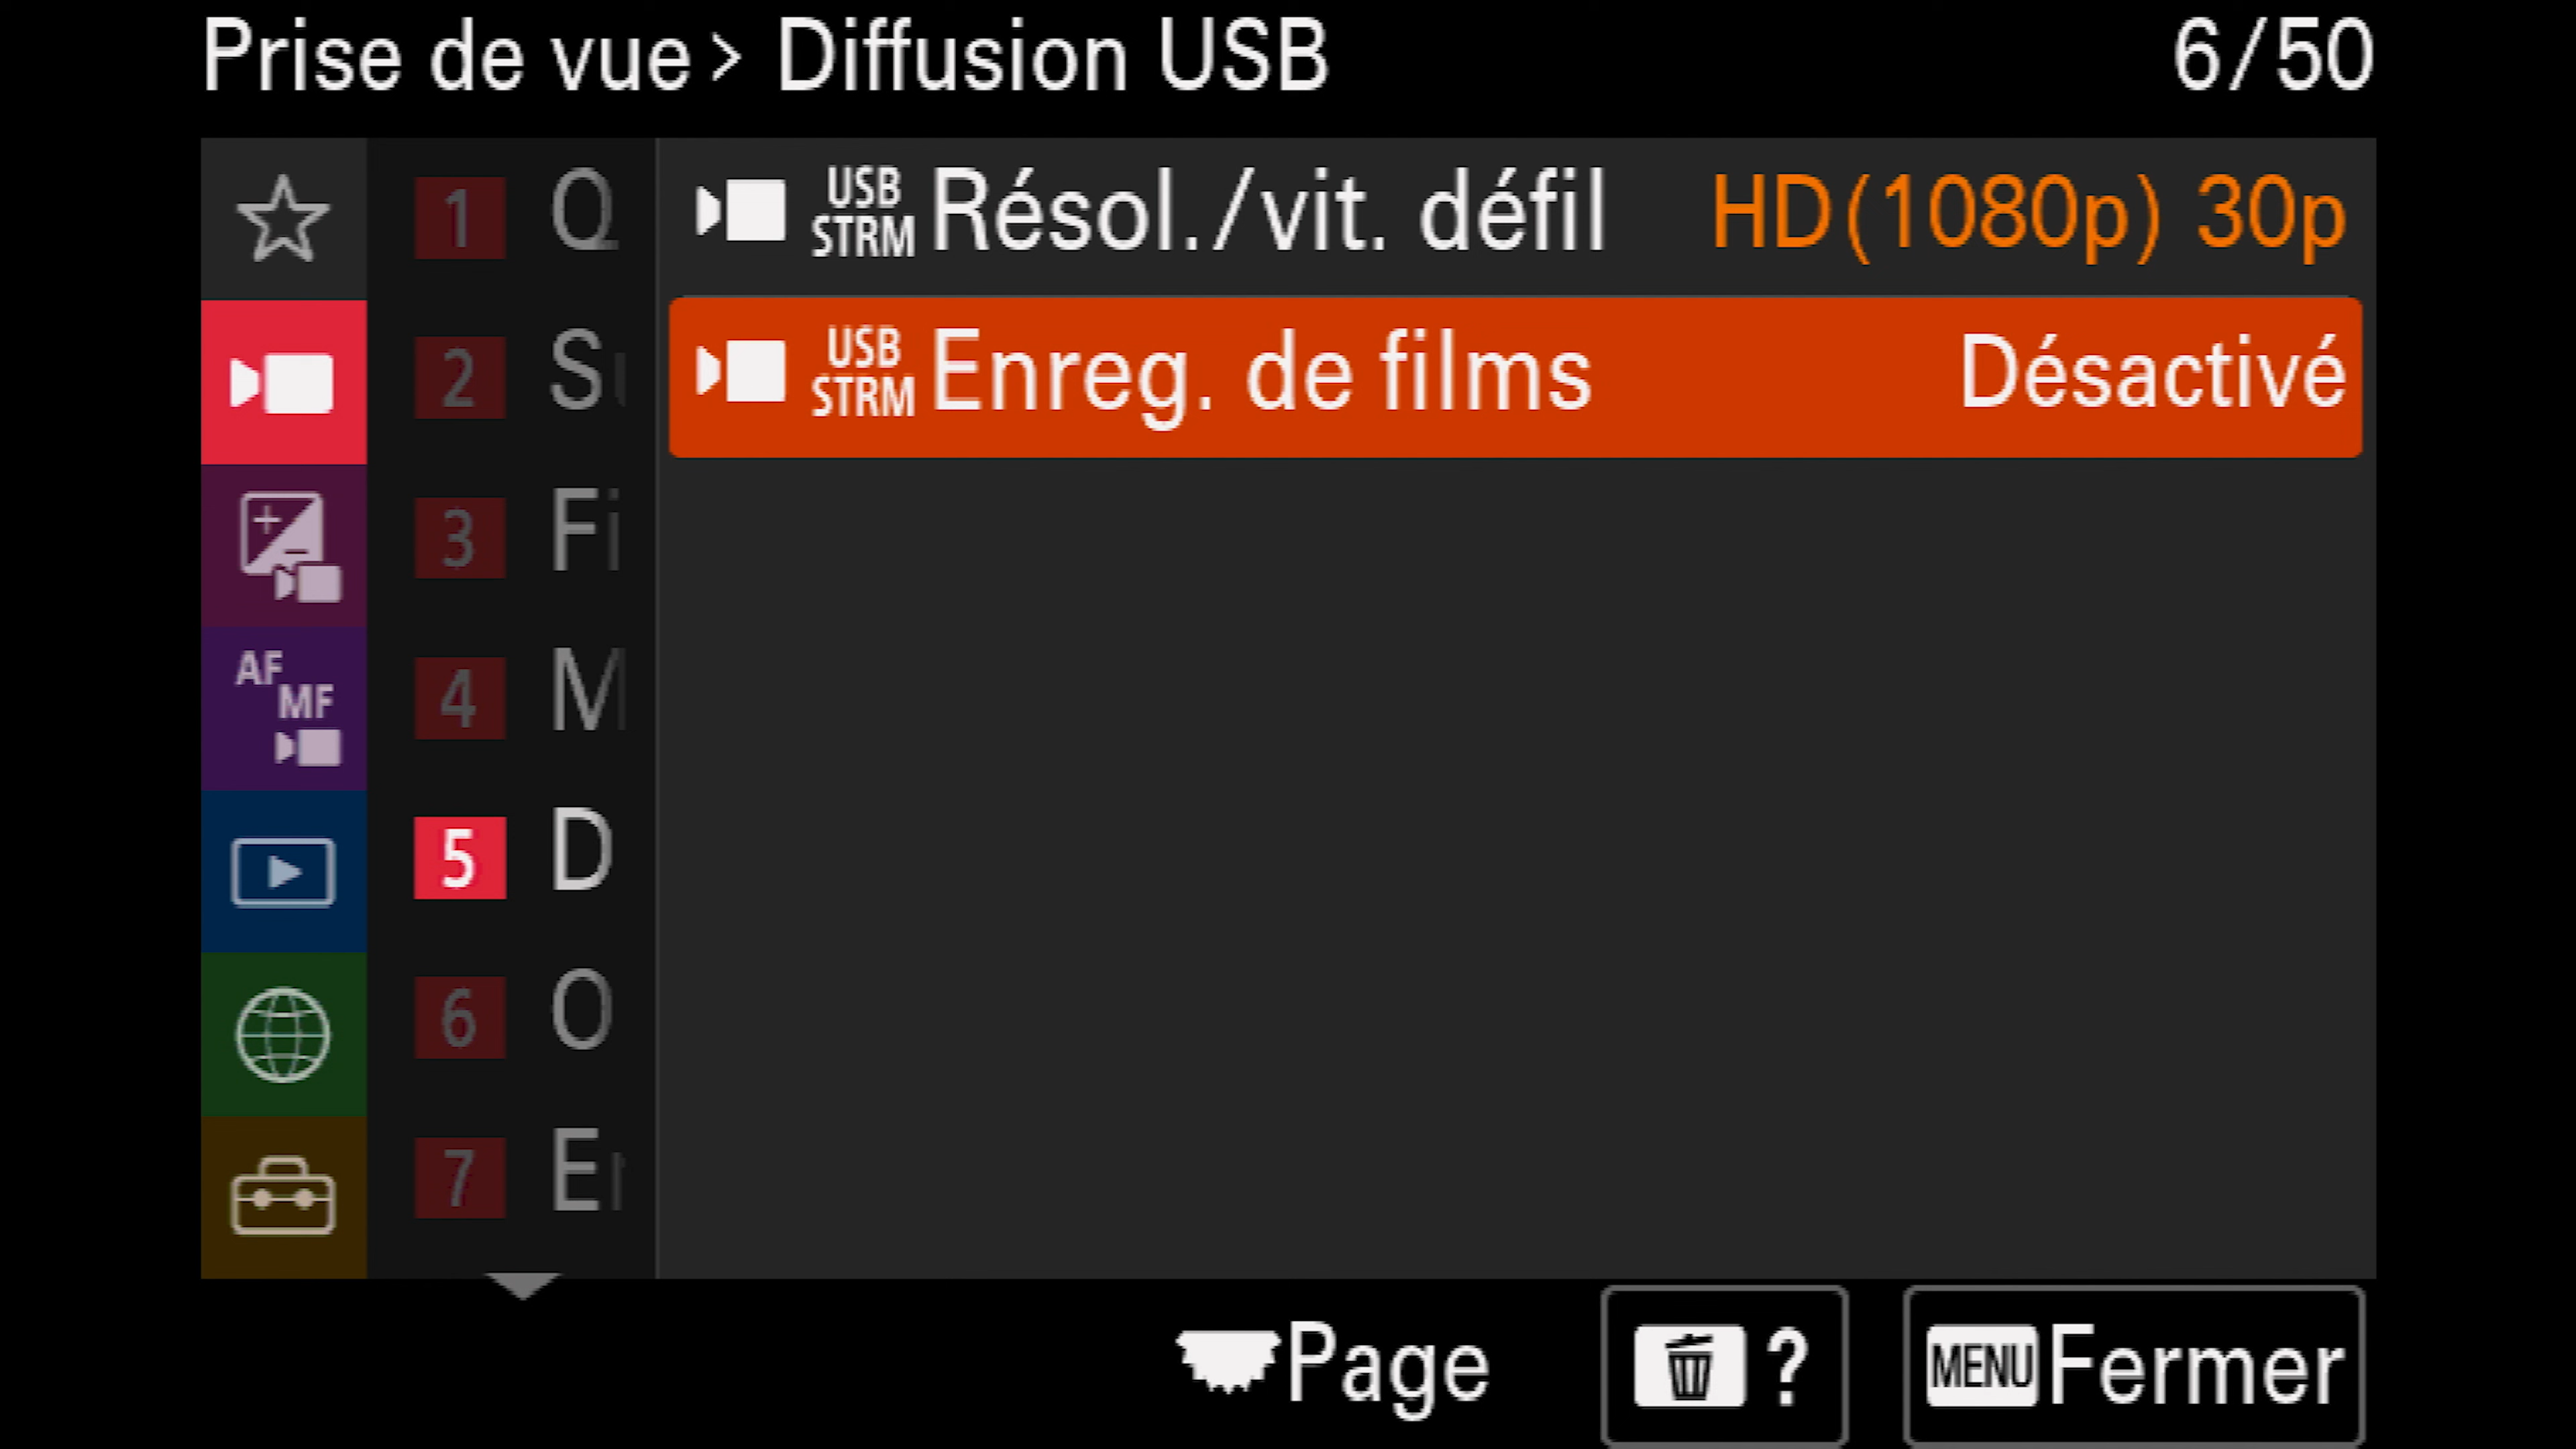 Prise de vue> Diffusion USB 6/50
1 Q
USB STRM Résol./vit. défil HD(1080p) 30p
2 S
USB STRM Enreg. de films Désactivé
3 Fi
AF MF
4 M
5 D
6 O
7 E
Page ? MENU Fermer